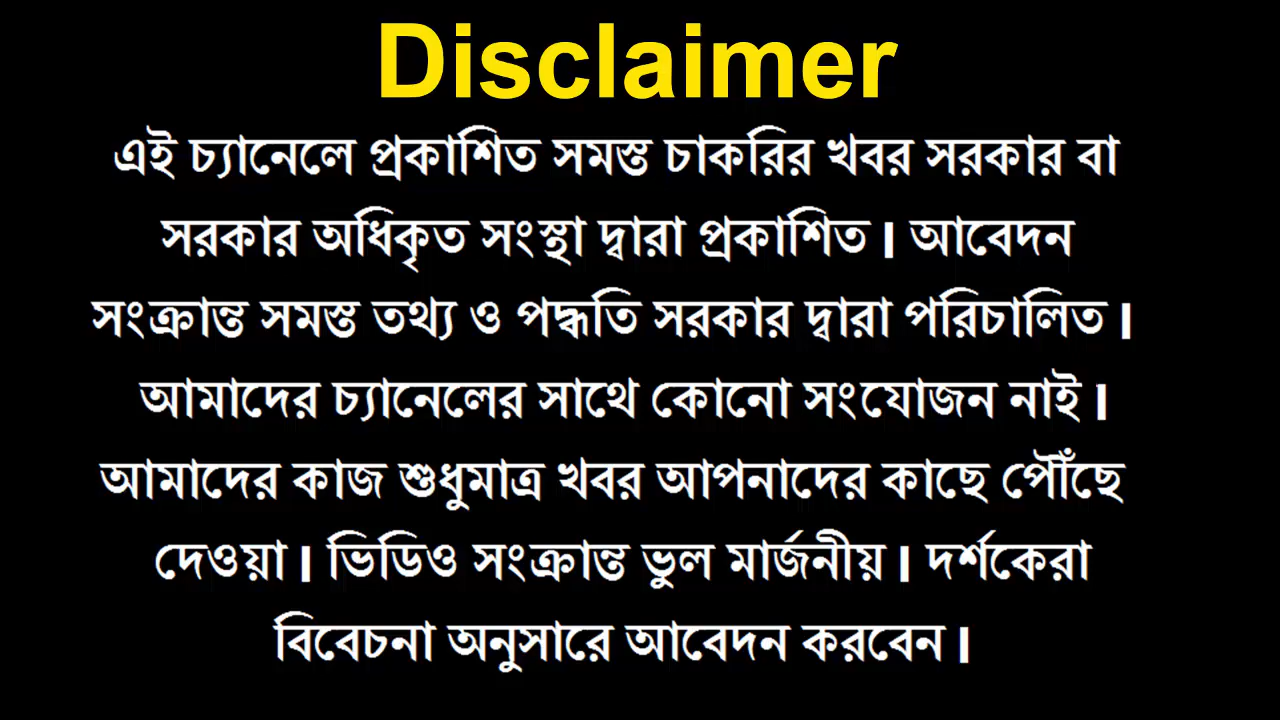 Disclaimer
এই চ্যানেলে প্রকাশিত সমস্ত চাকরির খবর সরকার বা
সরকার অধিকৃত সংস্থা দ্বারা প্রকাশিত । আবেদন
সংক্রান্ত সমস্ত তথ্য ও পদ্ধতি সরকার দ্বারা পরিচালিত ।
আমাদের চ্যানেলের সাথে কোনো সংযোজন নাই ।
আমাদের কাজ শুধুমাত্র খবর আপনাদের কাছে পৌঁছে
দেওয়া । ভিডিও সংক্রান্ত ভুল মার্জনীয় । দর্শকেরা
বিবেচনা অনুসারে আবেদন করবেন ।